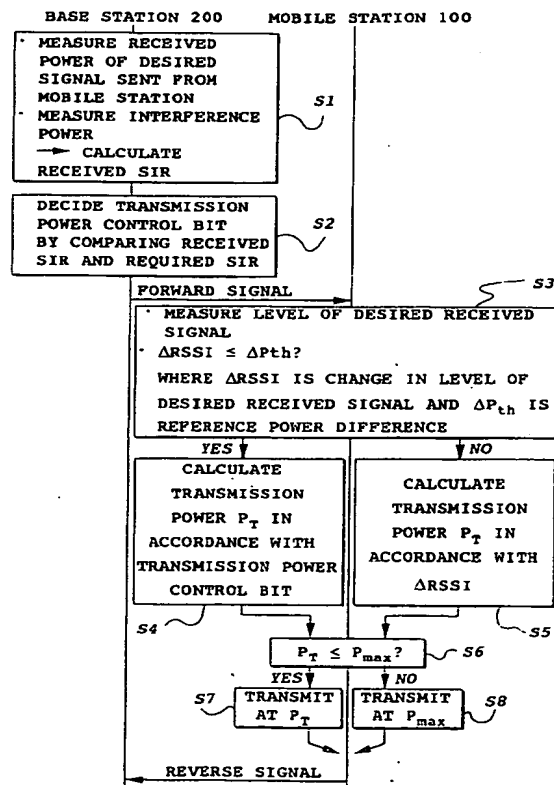 BASE STATION 200 MOBILE STATION 100
· MEASURE RECEIVED
POWER OF DESIRED
SIGNAL SENT FROM
MOBILE STATION
· MEASURE INTERFERENCE
POWER
→ CALCULATE
RECEIVED SIR
S1
DECIDE TRANSMISSION
POWER CONTROL BIT
BY COMPARING RECEIVED
SIR AND REQUIRED SIR
S2
FORWARD SIGNAL
S3
· MEASURE LEVEL OF DESIRED RECEIVED
SIGNAL
· ΔRSSI ≤ ΔPth?
WHERE ΔRSSI IS CHANGE IN LEVEL OF
DESIRED RECEIVED SIGNAL AND ΔPth IS
REFERENCE POWER DIFFERENCE
YES
NO
CALCULATE
TRANSMISSION
POWER PT IN
ACCORDANCE WITH
TRANSMISSION POWER
CONTROL BIT
S4
CALCULATE
TRANSMISSION
POWER PT IN
ACCORDANCE WITH
ΔRSSI
S5
PT ≤ Pmax?
S6
YES
NO
S7
TRANSMIT
AT PT
TRANSMIT
AT Pmax
S8
REVERSE SIGNAL